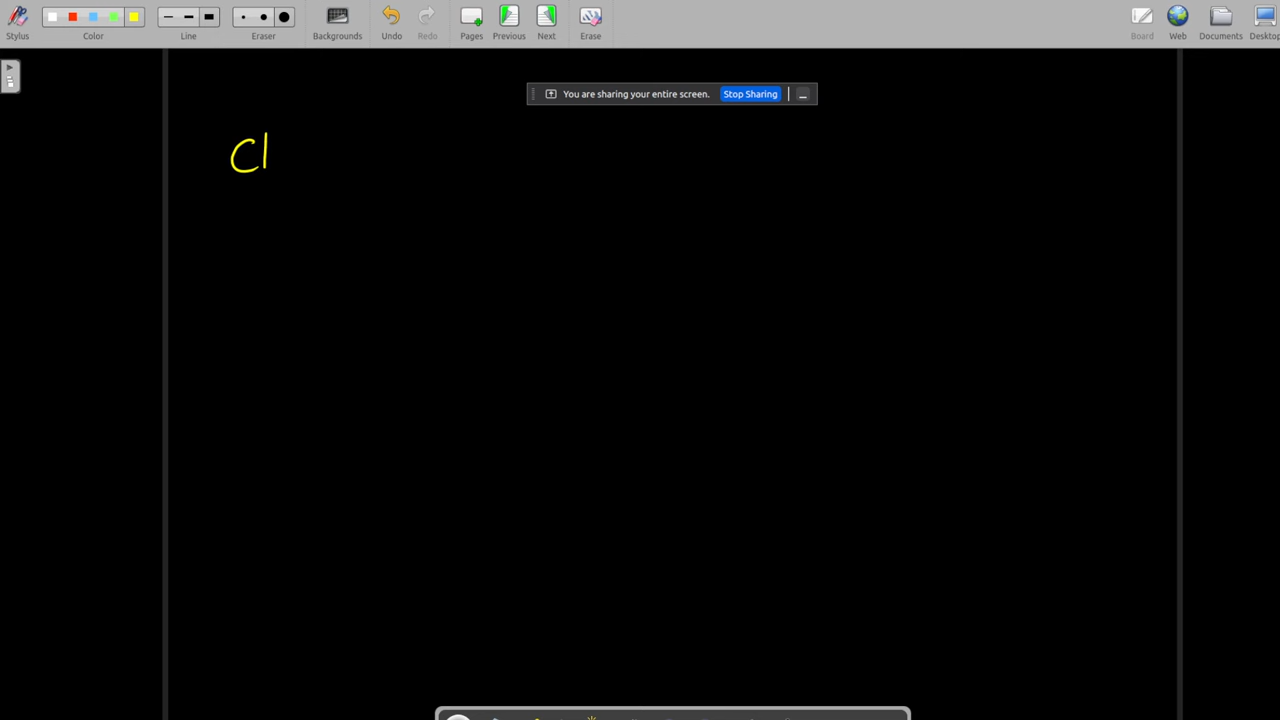 Stylus Color Line Eraser Backgrounds Undo Redo Pages Previous Next Erase Board Web Documents Desktop
You are sharing your entire screen. Stop Sharing
Cl